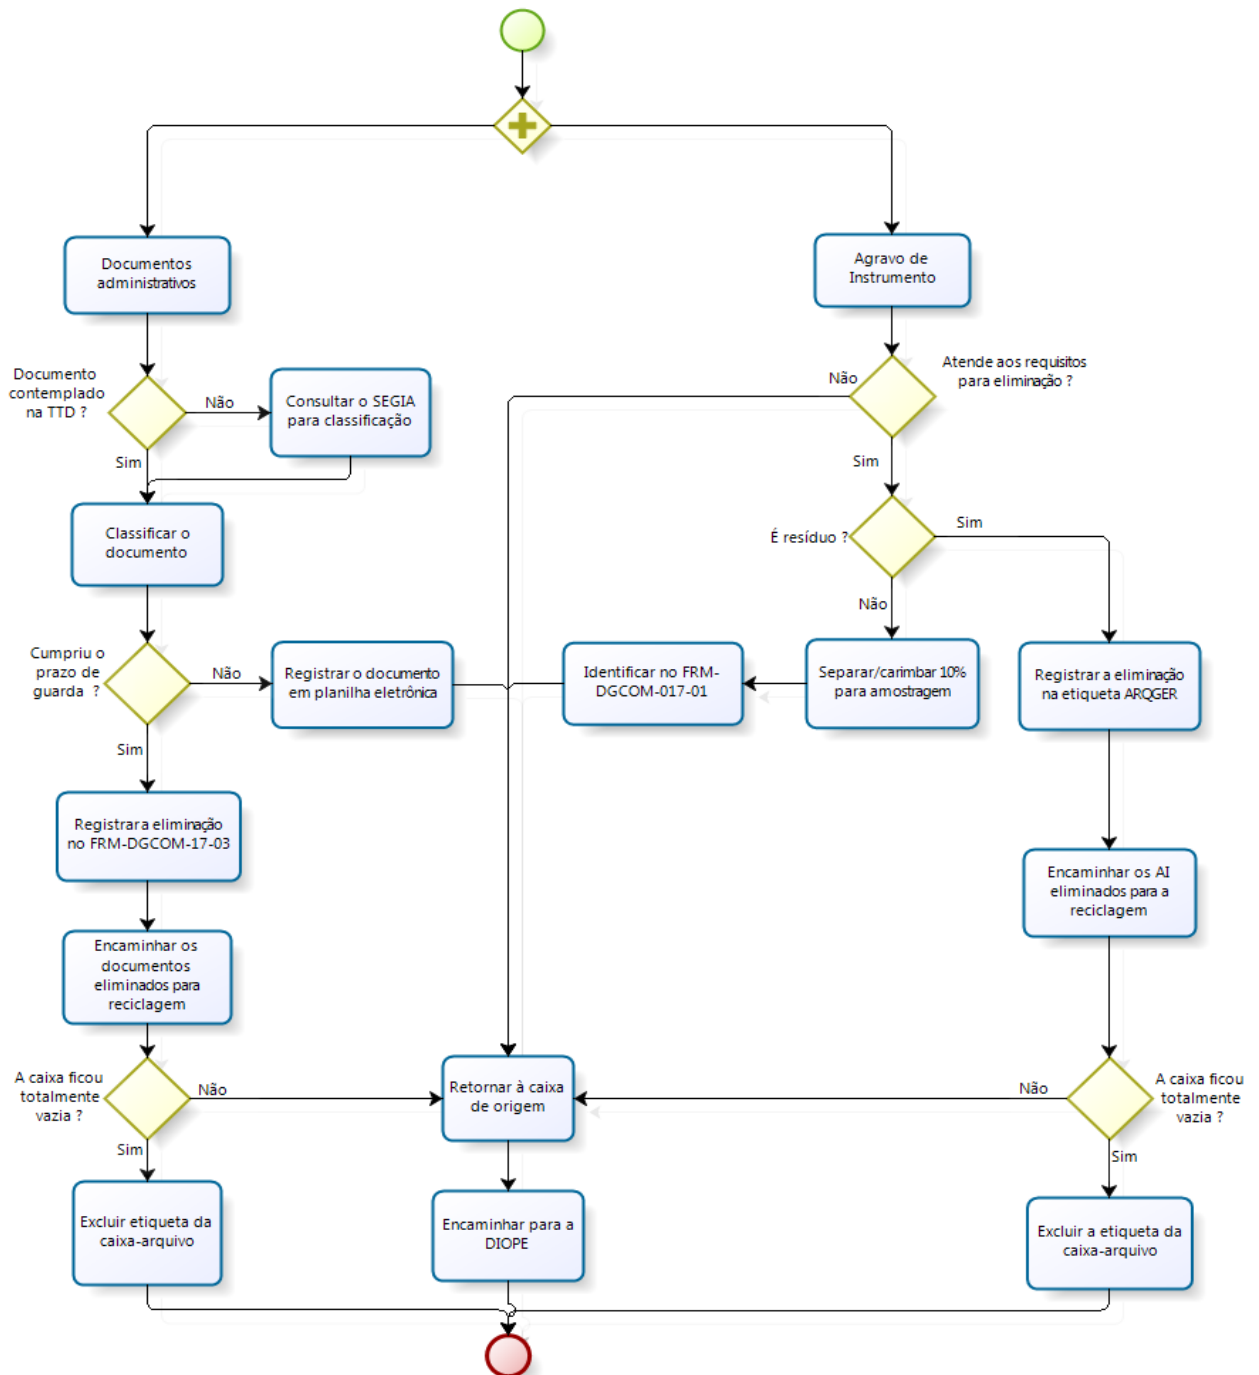 Documentos
administrativos
Agravo de
Instrumento
Documento
contemplado
na TTD ?
Não
Consultar o SEGIA
para classificação
Sim
Atende aos requisitos
para eliminação ?
Não
Sim
Classificar o
documento
É resíduo ?
Sim
Não
Cumpriu o
prazo de
guarda ?
Não
Registrar o documento
em planilha eletrônica
Identificar no FRM-
DGCOM-017-01
Separar/carimbar 10%
para amostragem
Registrar a eliminação
na etiqueta ARQGER
Sim
Registrara eliminação
no FRM-DGCOM-17-03
Encaminhar os AI
eliminados para a
reciclagem
Encaminhar os
documentos
eliminados para
reciclagem
A caixa ficou
totalmente
vazia ?
Não
Retornar à caixa
de origem
Não
A caixa ficou
totalmente
vazia ?
Sim
Sim
Excluir etiqueta da
caixa-arquivo
Encaminhar para a
DIOPE
Excluir a etiqueta da
caixa-arquivo